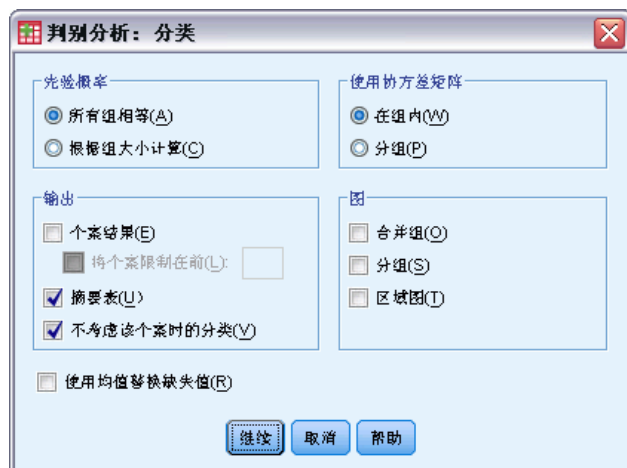 判别分析：分类
先验概率
所有组相等(A)
根据组大小计算(C)
使用协方差矩阵
在组内(W)
分组(P)
输出
个案结果(E)
将个案限制在前(L):
摘要表(U)
不考虑该个案时的分类(V)
图
合并组(O)
分组(S)
区域图(T)
使用均值替换缺失值(R)
继续
取消
帮助